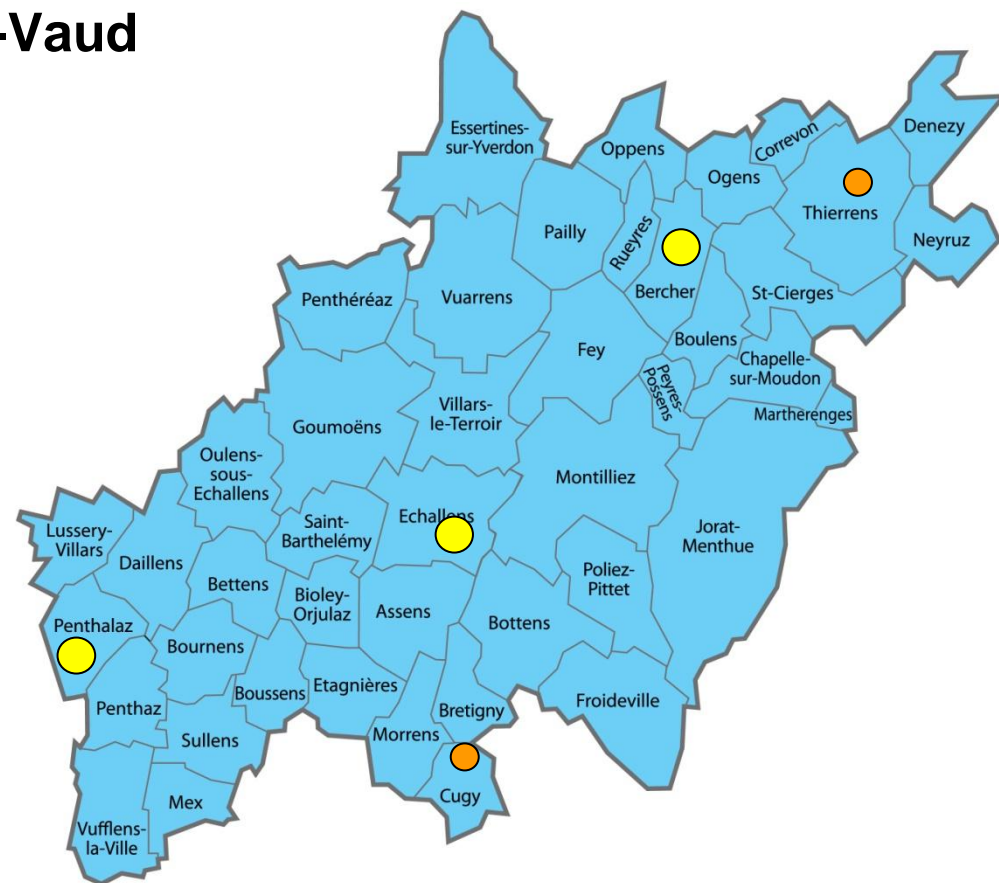 -Vaud
Essertines-
sur-Yverdon
Oppens
Correvon
Denezy
Ogens
Thierrens
Pailly
Rueyres
Neyruz
Bercher
St-Cierges
Penthéréaz
Vuarrens
Boulens
Fey
Chapelle-
sur-Moudon
Peyres-
Possens
Martherenges
Villars-
le-Terroir
Goumoëns
Oulens-
sous-
Echallens
Montilliez
Echallens
Saint-
Barthelémy
Jorat-
Menthue
Lussery-
Villars
Daillens
Bettens
Poliez-
Pittet
Bioley-
Orjulaz
Assens
Bottens
Penthalaz
Bournens
Boussens
Etagnières
Froideville
Penthaz
Bretigny
Morrens
Sullens
Cugy
Mex
Vufflens-
la-Ville